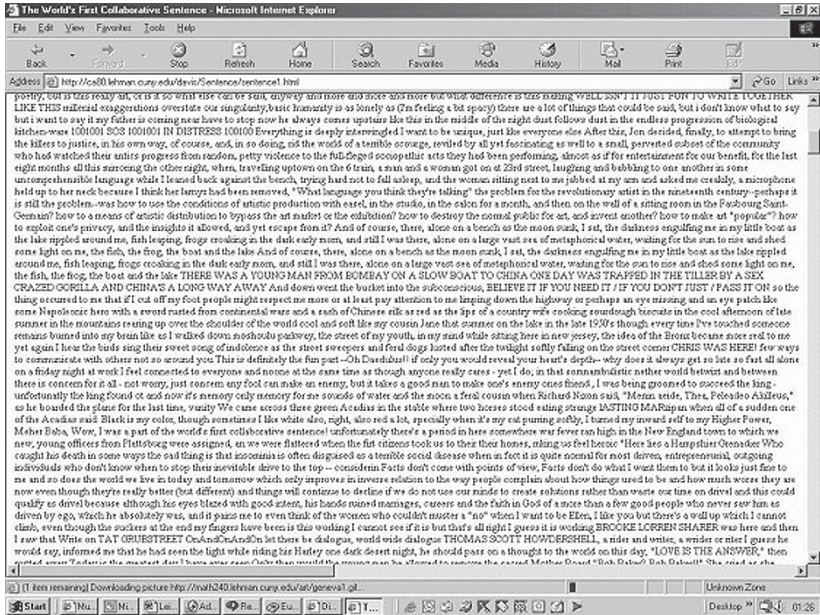 The World's First Collaborative Sentence - Microsoft Internet Explorer
File Edit View Favorites Tools Help
Back Forward Stop Refresh Home Search Favorites Media History Mail Print Edit
Address http://ca80.lehman.cuny.edu/davis/Sentence/sentence1.html Go Links »
poetry, but is this really art, or is it so what else can be said, anyway and more and more and more but what difference is this making WELL ISN'T IT JUST FUN TO WRITE TOGETHER
LIKE THIS millenial exaggerations overstate our singularity, basic humanity is as lonely as (I'm feeling a bit spacy) there are a lot of things that could be said, but i don't know what to say
but i want to say it my father is coming near have to stop now he always comes upstairs like this in the middle of the night dust follows dust in the endless progression of biological
kitchen-ware 1001001 SOS 1001001 IN DISTRESS 100100 Everything is deeply intertwingled I want to be unique, just like everyone else After this, Jon decided, finally, to attempt to bring
the killers to justice, in his own way, of course, and, in so doing, rid the world of a terrible scourge, reviled by all yet fascinating as well to a small, perverted subset of the community
who had watched their antics progress from random, petty violence to the full-fleged sociopathic acts they had been performing, almost as if for entertainment for our benefit, for the last
eight months all this mirroring the other night, when, travelling uptown on the 6 train, a man and a woman got on at 23rd street, laughing and babbling to one another in some
uncomprehensible language while I leaned back against the bench, trying hard not to fall asleep, and the woman sitting next to me jabbed at my arm and asked me creakily, a microphone
held up to her neck because I think her larnyx had been removed, "What language you think they're talking" the problem for the revolutionary artist in the nineteenth century--perhaps it
is still the problem--was how to use the conditions of artistic production with easel, in the studio, in the salon for a month, and then on the wall of a sitting room in the Faubourg Saint-
Germain? how to a means of artistic distribution to bypass the art market or the exhibition? how to destroy the normal public for art, and invent another? how to make art "popular"? how
to exploit one's privacy, and the insights it allowed, and yet escape from it? And of course, there, alone on a bench as the moon sunk, I sat, the darkness engulfing me in my little boat as
the lake rippled around me, fish leaping, frogs croaking in the dark early morn, and still I was there, alone on a large vast sea of metaphorical water, waiting for the sun to rise and shed
some light on me, the fish, the frog, the boat and the lake And of course, there, alone on a bench as the moon sunk, I sat, the darkness engulfing me in my little boat as the lake rippled
around me, fish leaping, frogs croaking in the dark early morn, and still I was there, alone on a large vast sea of metaphorical water, waiting for the sun to rise and shed some light on me,
the fish, the frog, the boat and the lake THERE WAS A YOUNG MAN FROM BOMBAY ON A SLOW BOAT TO CHINA ONE DAY WAS TRAPPED IN THE TILLER BY A SEX
CRAZED GORILLA AND CHINA'S A LONG WAY AWAY And down went the bucket into the subconscious, BELIEVE IT IF YOU NEED IT / IF YOU DON'T JUST / PASS IT ON so the
thing occurred to me that if I cut off my foot people might respect me more or at least pay attention to me limping down the highway or perhaps an eye missing and an eye patch like
some Napoleonic hero with a sword rusted from continental wars and a sash of Chinese silk as red as the lips of a country wife cooking sourdough biscuits in the cool afternoon of late
summer in the mountains rearing up over the shoulder of the world cool and soft like my cousin Jane that summer on the lake in the late 1930's though every time I've touched someone
remains burned into my brain like as I walked down moshoulu parkway, the street of my youth, in my mind while sitting here in new jersey, the idea of the Bronx became more real to me
yet again I hear the birds sing their sweet song of indolence as the street sweepers and feral dogs hunted after the twilight softly falling on the street corner CHRIS WAS HERE! few ways
to communicate with others not so around you This is definitely the fun part --Oh Daedulus!! if only you would reveal your heart's depth-- why does it always get so late so fast all alone
on a friday night at work I feel connected to everyone and noone at the same time as though anyone really cares - yet I do; in that somnambulistic nether world betwixt and between
there is concern for it all - not worry, just concern any fool can make an enemy, but it takes a good man to make one's enemy ones friend, I was being groomed to succeed the king -
unfortunately the king found ot and now it's memory only memory for me sounds of water and the moon a feral cousin when Richard Nixon said, "Menin aeide, Thea, Peleadeo Akilleus,"
as he boarded the plane for the last time, vanity We came across three green Acadias in the stable where two horses stood eating strange lASTING MARzipan when all of a sudden one
of the Acadias said: Black is my color, though sometimes I like white also, right, also red a lot, specially when it's my cat purring softly, I turned my inward self to my Higher Power,
Meher Baba, Wow, I was a part of the world's first collaborative sentence! unfortunately there's a period in here somewhere war fever ran high in the New England town to which we
new, young officers from Plattsburg were assigned, an we were flattered when the fist citizens took us to their homes, mking us feel heroc "Here lies a Hampshier Grenadier Who
caught his death in some ways the sad thing is that insomnia is often disguised as a terrible social disease when in fact it is quite normal for most driven, entrepreneurial, outgoing
individuals who don't know when to stop their inevitable drive to the top -- considerin Facts don't come with points of view, Facts don't do what I want them to but it looks just fine to
me and so does the world we live in today and tomorrow which only improves in inverse relation to the way people complain about how things used to be and how much worse they are
now even though they're really better (but different) and things will continue to decline if we do not use our minds to create solutions rather than waste our time on drivel and this could
qualify as drivel because although his eyes blazed with good intent, his hands ruined marriages, careers and the faith in God of a more than a few good people who never saw him as
driven by ego, which he absolutely was, and it pains me to even think of the women who couldn't muster a "no" when I want to be Ellen, I like you but there's a wall up which I cannot
climb, even though the suckers at the end my fingers have been is this working I cannot see if it is but that's all right I guess it is working BROOKE LORREN SHARER was here and then
I saw that Write on TAT GRUBSTREET OnAndOnAndOn let there be dialogue, world wide dialogue THOMAS SCOTT HOWDERSHELL, a rider and writer, a wrider or riter I guess he
would say, informed me that he had seen the light while riding his Harley one dark desert night, he should pass on a thought to the world on this day, "LOVE IS THE ANSWER," then
(1 item remaining) Downloading picture http://math240.lehman.cuny.edu/art/geneva1.gif... Unknown Zone
Start Mu... Mi... Lei... Ad... Re... Eu... Di... T... Desktop » 01:26